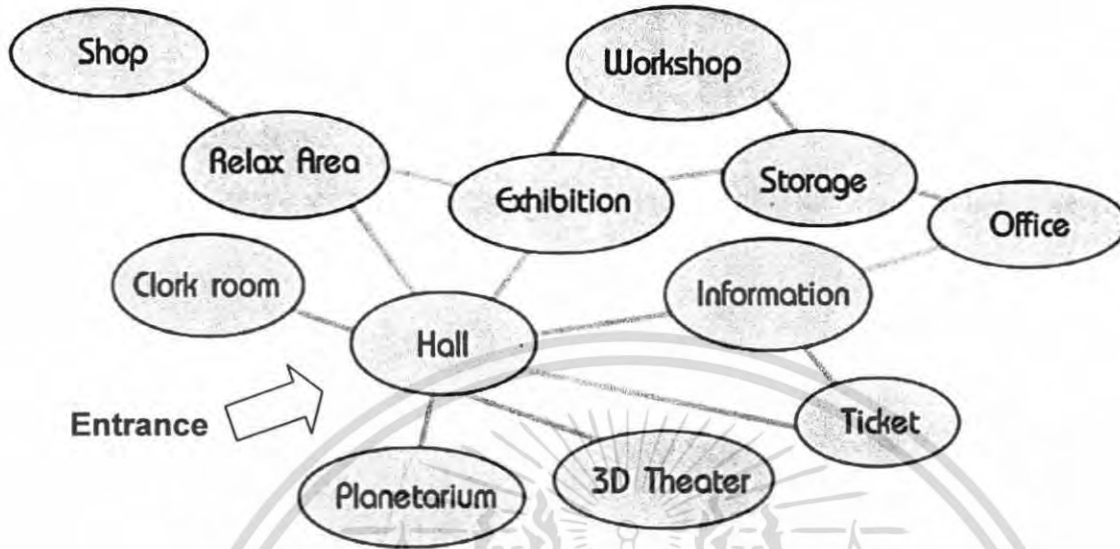 Shop
Workshop
Relax Area
Exhibition
Storage
Office
Clork room
Information
Hall
Entrance
Ticket
3D Theater
Planetarium